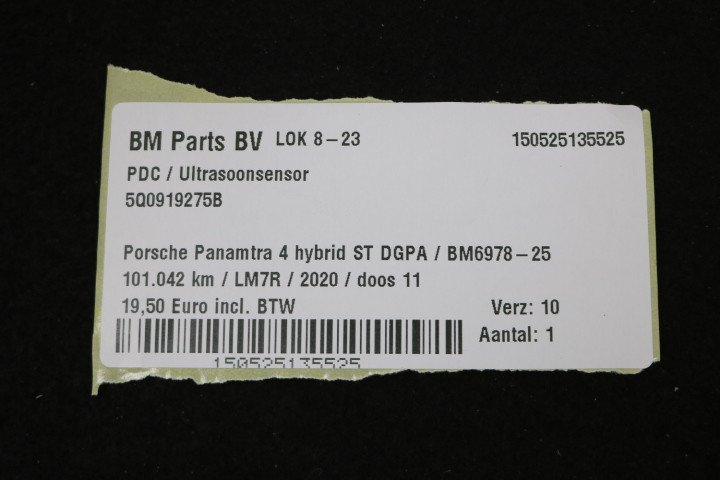 BM Parts BV LOK 8-23 150525135525
PDC / Ultrasoonsensor
5Q0919275B
Porsche Panamtra 4 hybrid ST DGPA / BM6978-25
101.042 km / LM7R / 2020 / doos 11
19,50 Euro incl. BTW Verz: 10
Aantal: 1
150525135525